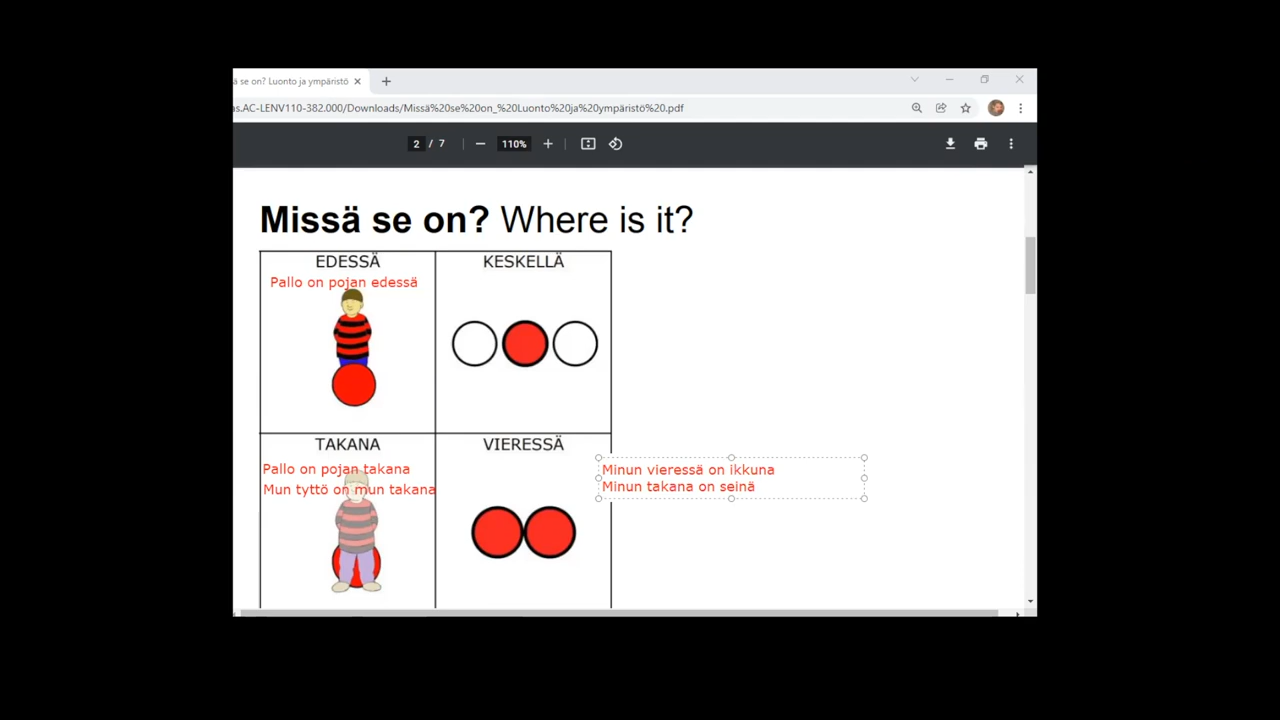 ä se on? Luonto ja ympäristö
as.AC-LENV110-382.000/Downloads/Missä%20se%20on_%20Luonto%20ja%20ympäristö%20.pdf
2 / 7 110%
Missä se on? Where is it?
EDESSÄ
Pallo on pojan edessä
KESKELLÄ
TAKANA
Pallo on pojan takana
Mun tyttö on mun takana
VIERESSÄ
Minun vieressä on ikkuna
Minun takana on seinä